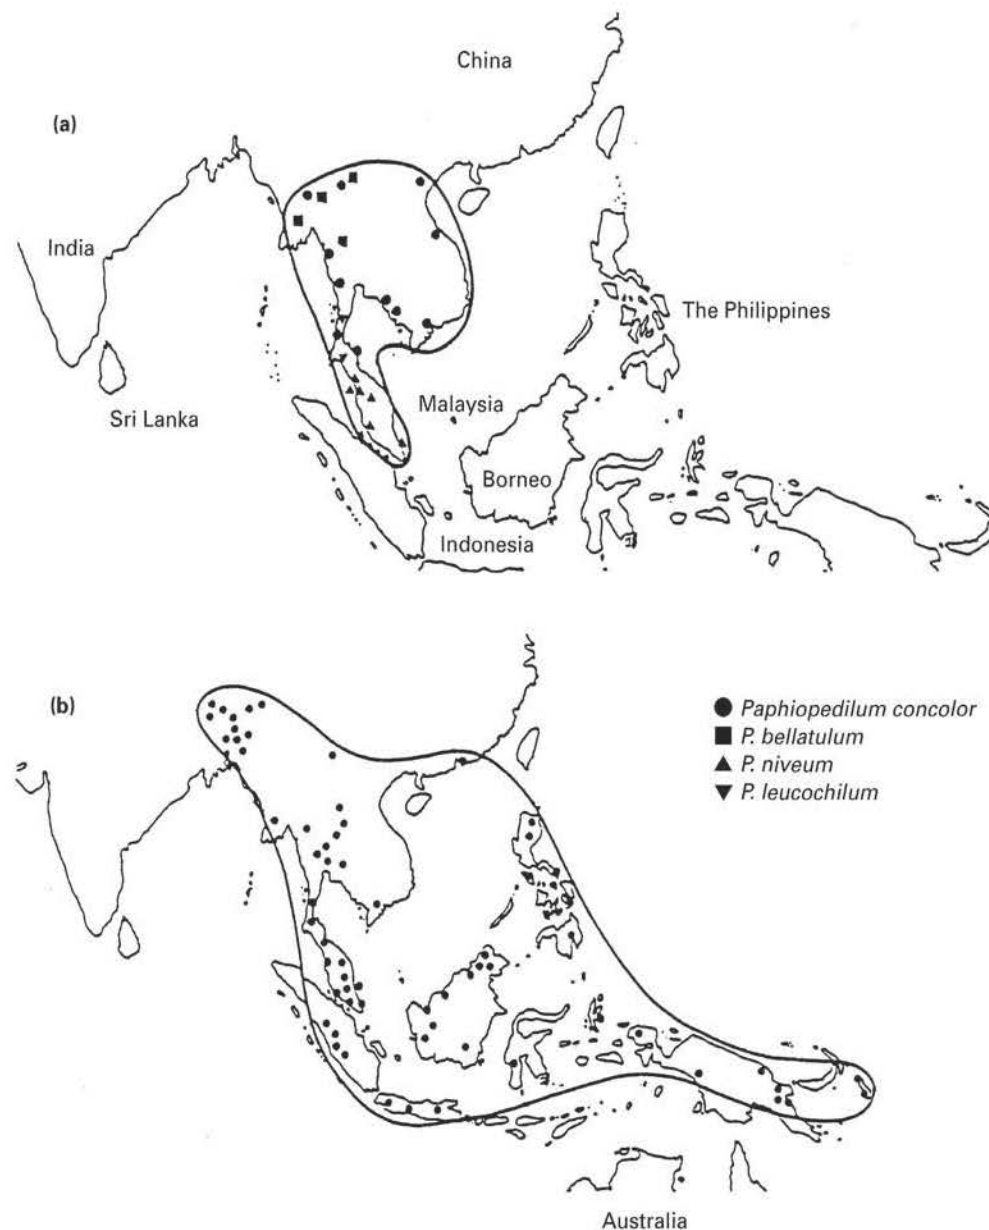 China
(a)
India
The Philippines
Sri Lanka
Malaysia
Borneo
Indonesia
(b)
Paphiopedilum concolor
P. bellatulum
P. niveum
P. leucochilum
Australia